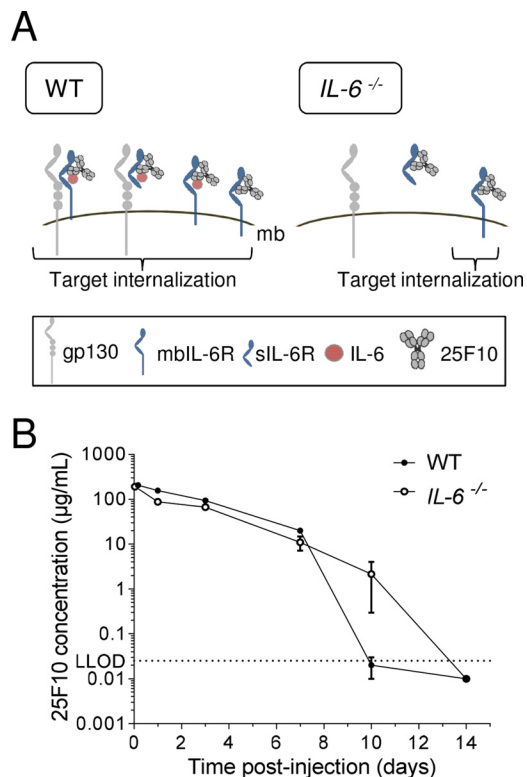 A
WT
IL-6 -/-
mb
Target internalization
Target internalization
gp130
mbIL-6R
sIL-6R
IL-6
25F10
B
WT
IL-6 -/-
25F10 concentration (µg/mL)
1000
100
10
1
0.1
LLOD
0.01
0.001
0 2 4 6 8 10 12 14
Time post-injection (days)